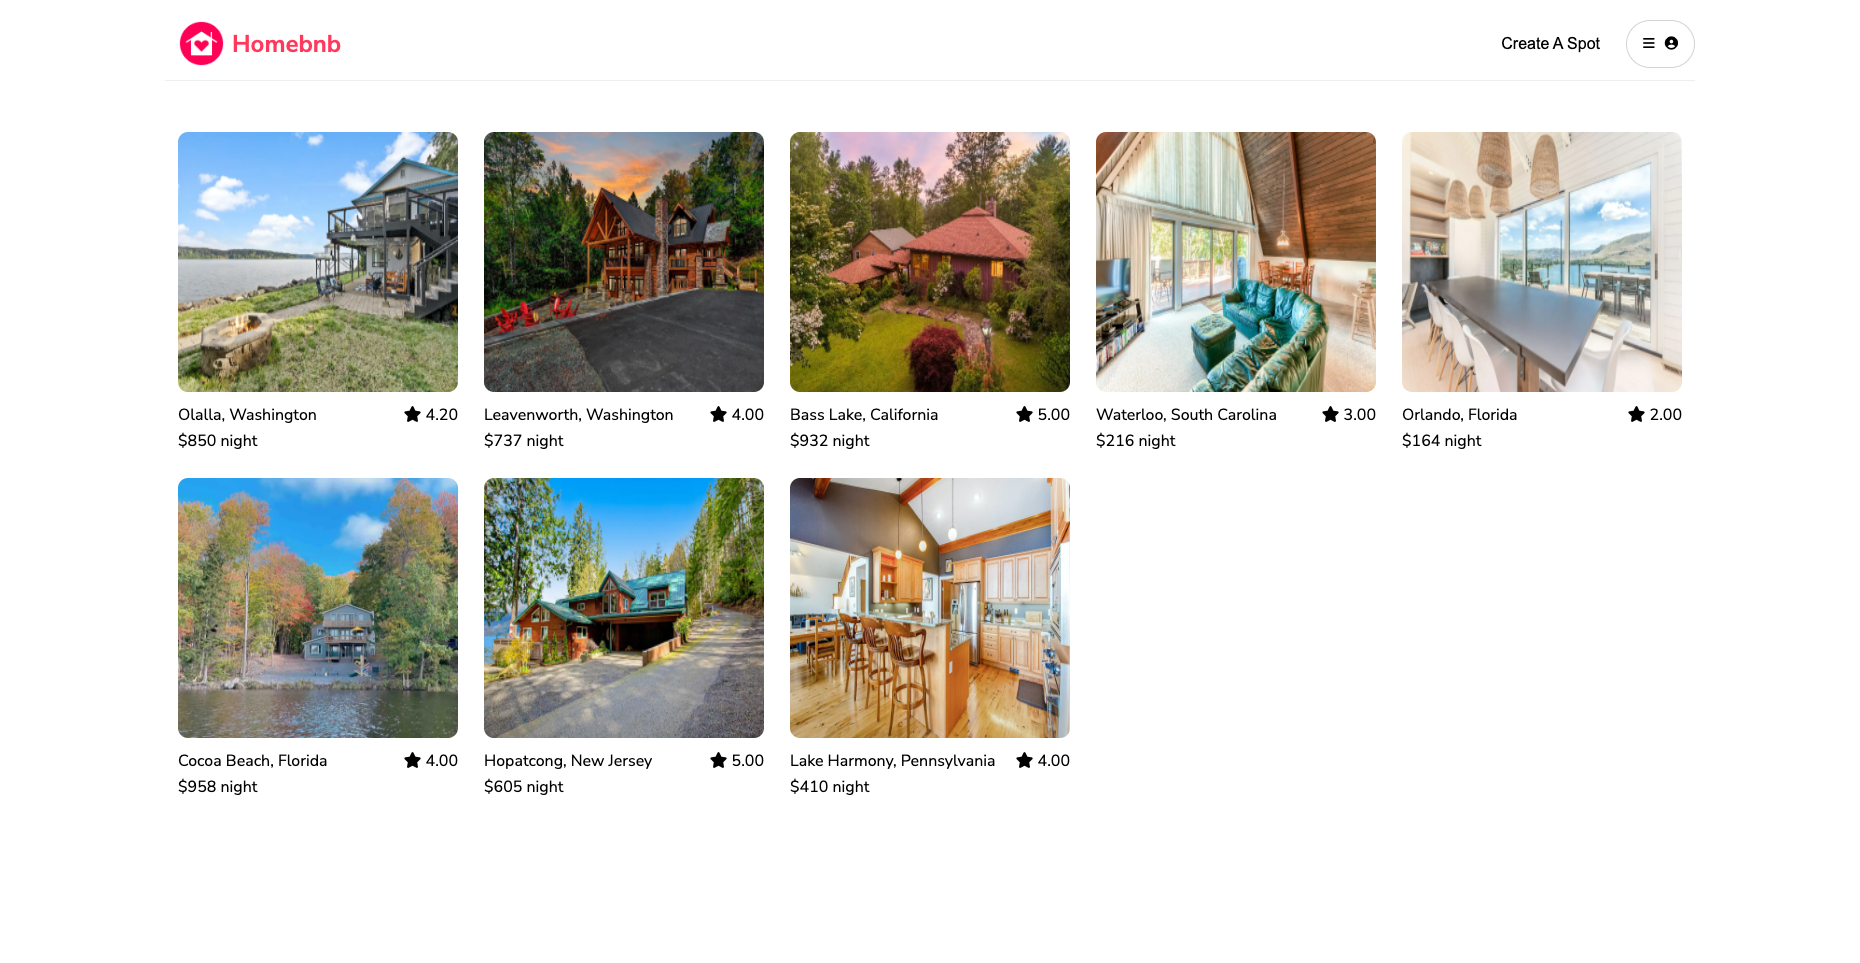 Homebnb
Create A Spot
Olalla, Washington
4.20
$850 night
Leavenworth, Washington
4.00
$737 night
Bass Lake, California
5.00
$932 night
Waterloo, South Carolina
3.00
$216 night
Orlando, Florida
2.00
$164 night
Cocoa Beach, Florida
4.00
$958 night
Hopatcong, New Jersey
5.00
$605 night
Lake Harmony, Pennsylvania
4.00
$410 night